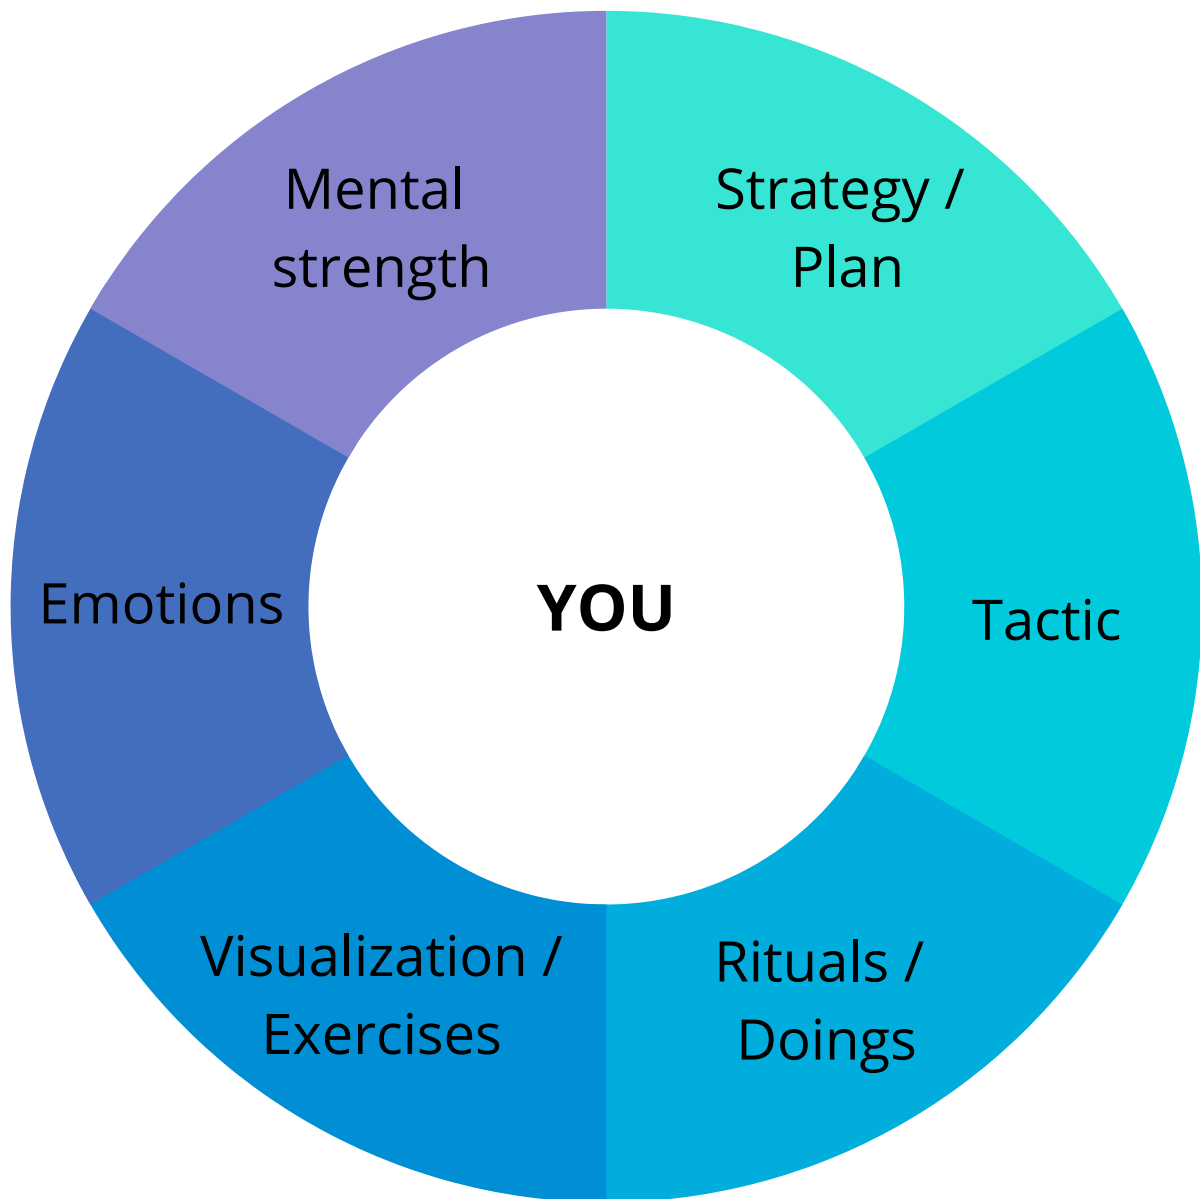 Mental
strength
Strategy /
Plan
Emotions
YOU
Tactic
Visualization /
Exercises
Rituals /
Doings